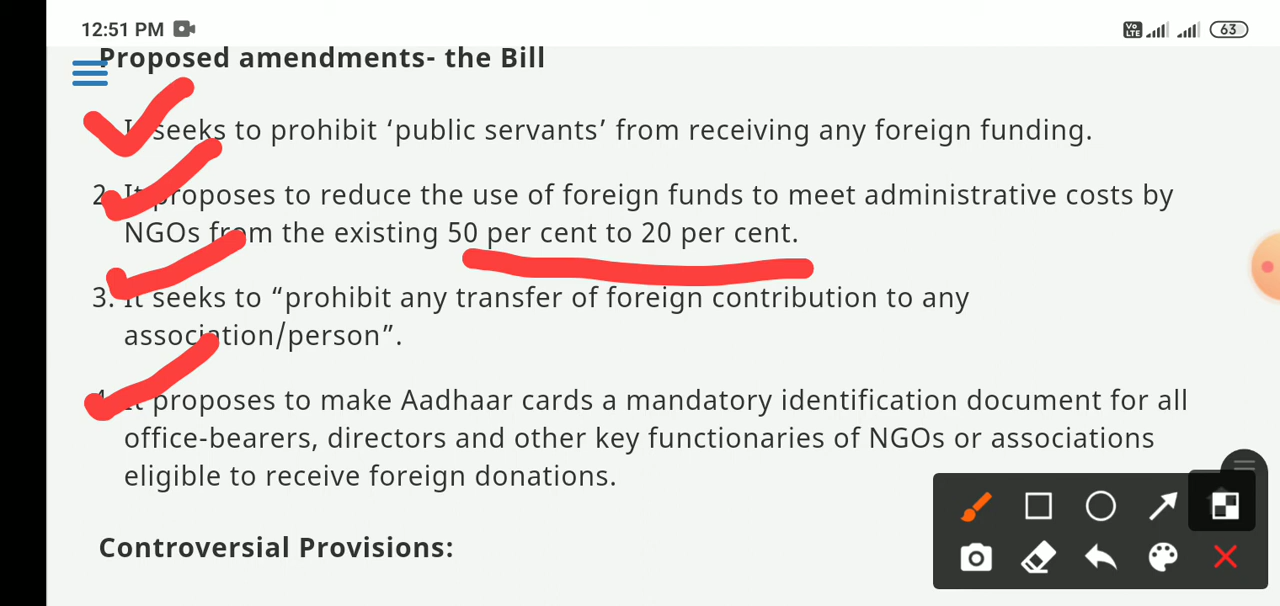 12:51 PM
Vo LTE
63
Proposed amendments- the Bill
It seeks to prohibit ‘public servants’ from receiving any foreign funding.
2. It proposes to reduce the use of foreign funds to meet administrative costs by
NGOs from the existing 50 per cent to 20 per cent.
3. It seeks to “prohibit any transfer of foreign contribution to any
association/person”.
4. It proposes to make Aadhaar cards a mandatory identification document for all
office-bearers, directors and other key functionaries of NGOs or associations
eligible to receive foreign donations.
Controversial Provisions: